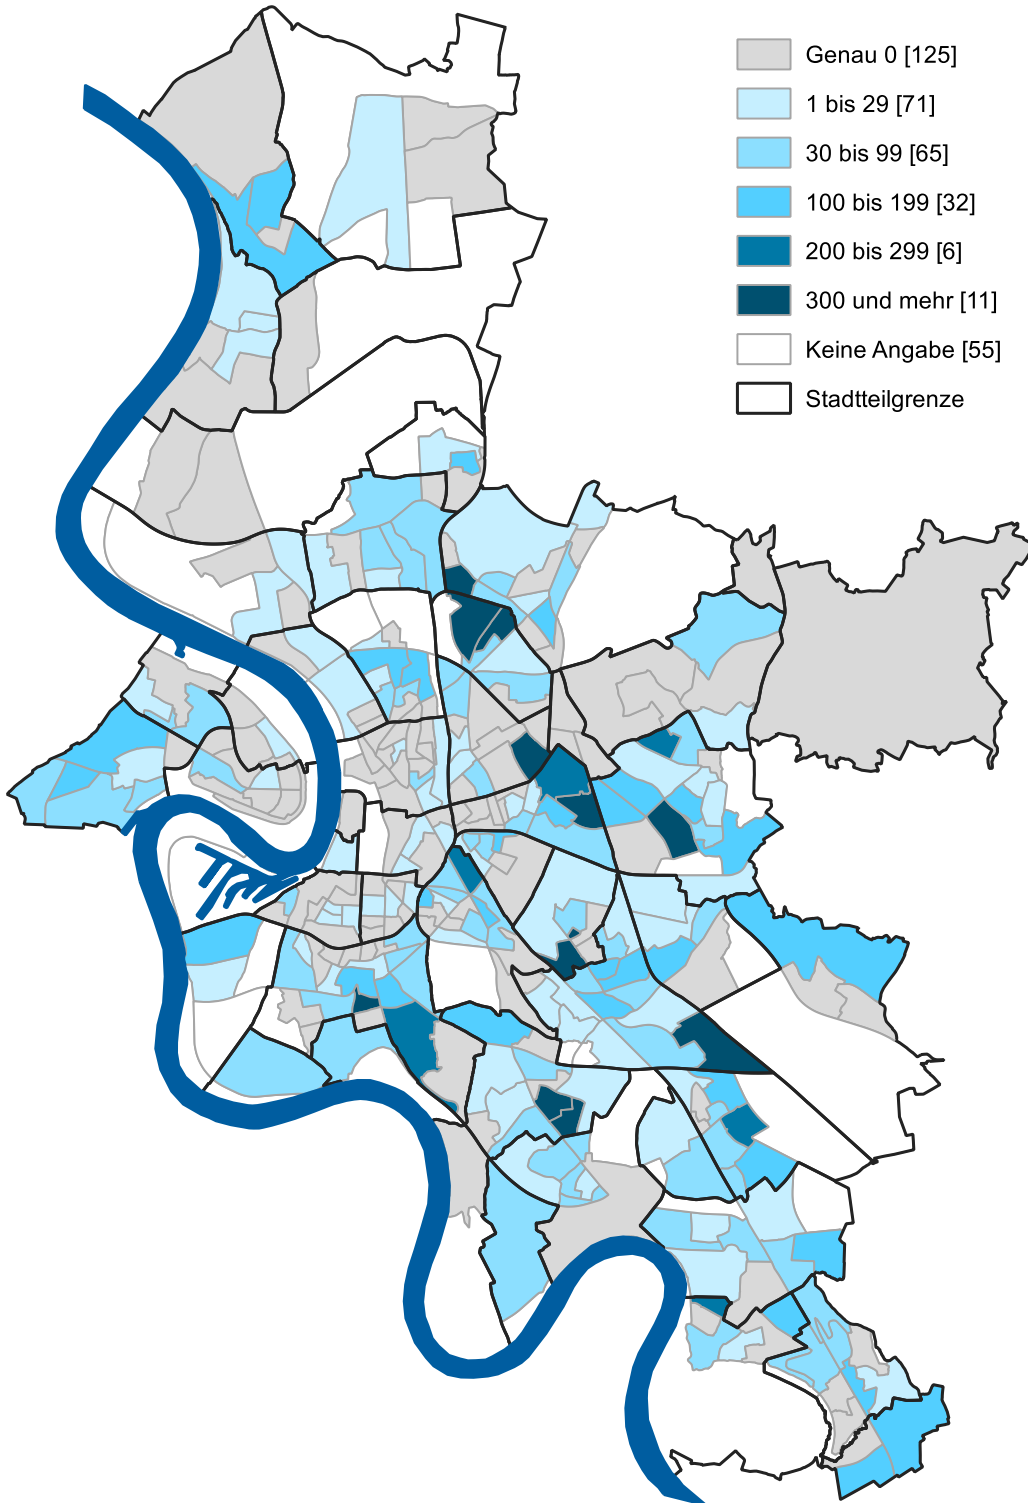 Genau 0 [125]
1 bis 29 [71]
30 bis 99 [65]
100 bis 199 [32]
200 bis 299 [6]
300 und mehr [11]
Keine Angabe [55]
Stadtteilgrenze